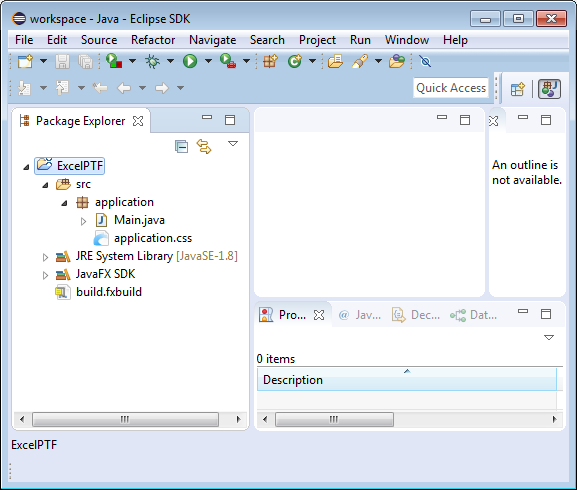 workspace - Java - Eclipse SDK
File Edit Source Refactor Navigate Search Project Run Window Help
Quick Access
Package Explorer
ExcelPTF
src
application
Main.java
application.css
JRE System Library [JavaSE-1.8]
JavaFX SDK
build.fxbuild
An outline is
not available.
Pro... @ Jav... Dec... Dat...
0 items
Description
ExcelPTF